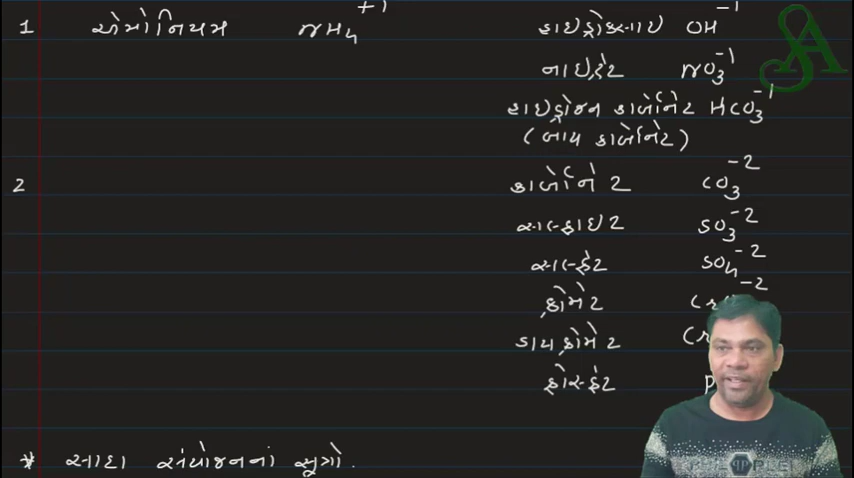 1 એમોનિયમ NH₄⁺¹ હાઇડ્રોક્સાઇડ OH⁻¹
નાઇટ્રેટ NO₃⁻¹
હાઇડ્રોજન કાર્બોનેટ HCO₃⁻¹
(બાય કાર્બોનેટ)
2 કાર્બોનેટ CO₃⁻²
સલ્ફાઇટ SO₃⁻²
સલ્ફેટ SO₄⁻²
ક્રોમેટ
ડાયક્રોમેટ
ફોસ્ફેટ
* સાદા સંયોજનનાં સુત્રો.